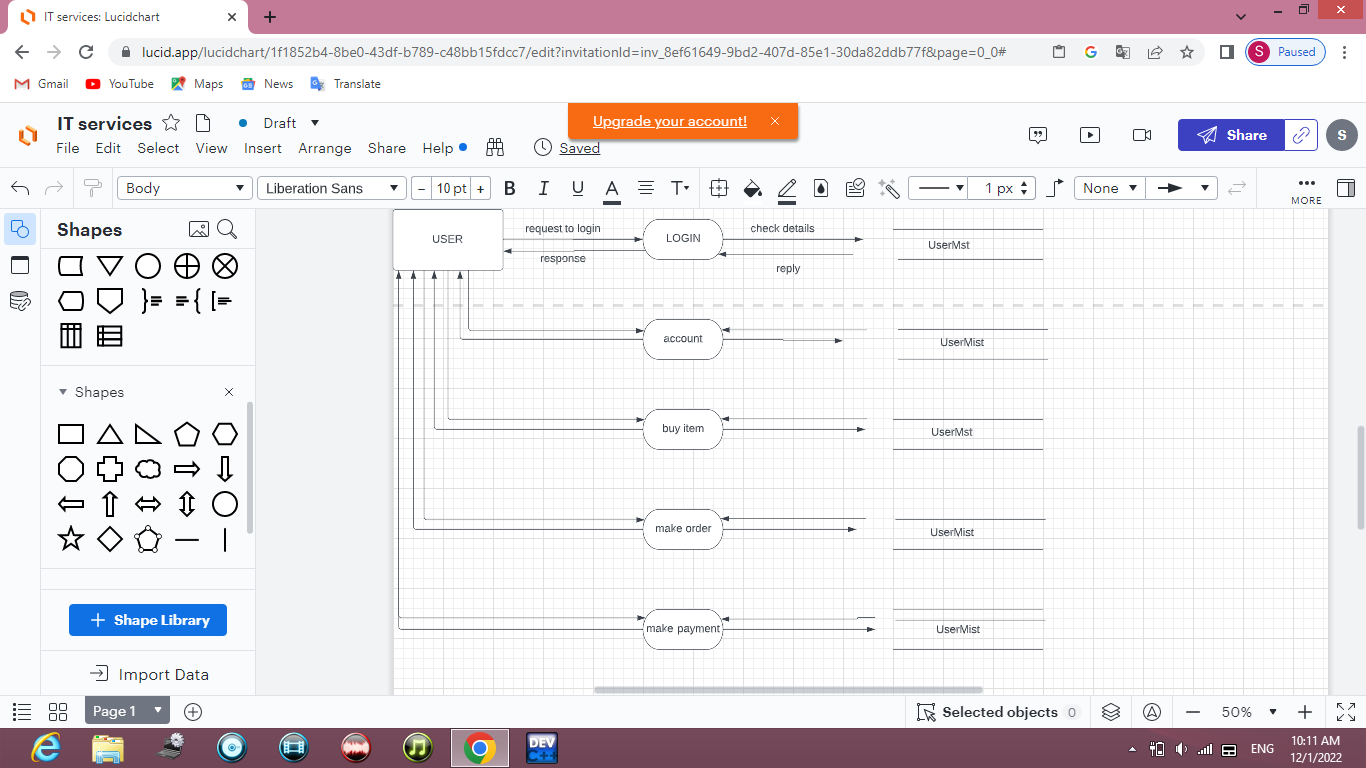 IT services: Lucidchart
lucid.app/lucidchart/1f1852b4-8be0-43df-b789-c48bb15fdcc7/edit?invitationId=inv_8ef61649-9bd2-407d-85e1-30da82ddb77f&page=0_0#
S Paused
Gmail YouTube Maps News Translate
IT services Draft
Upgrade your account!
File Edit Select View Insert Arrange Share Help Saved
Share S
Body Liberation Sans − 10 pt + B I U A T 1 px None MORE
Shapes
Shapes
+ Shape Library
Import Data
USER
request to login
response
LOGIN
check details
reply
UserMst
account
UserMist
buy item
UserMst
make order
UserMist
make payment
UserMist
Page 1
Selected objects 0
50%
DEV
C++
ENG
10:11 AM
12/1/2022